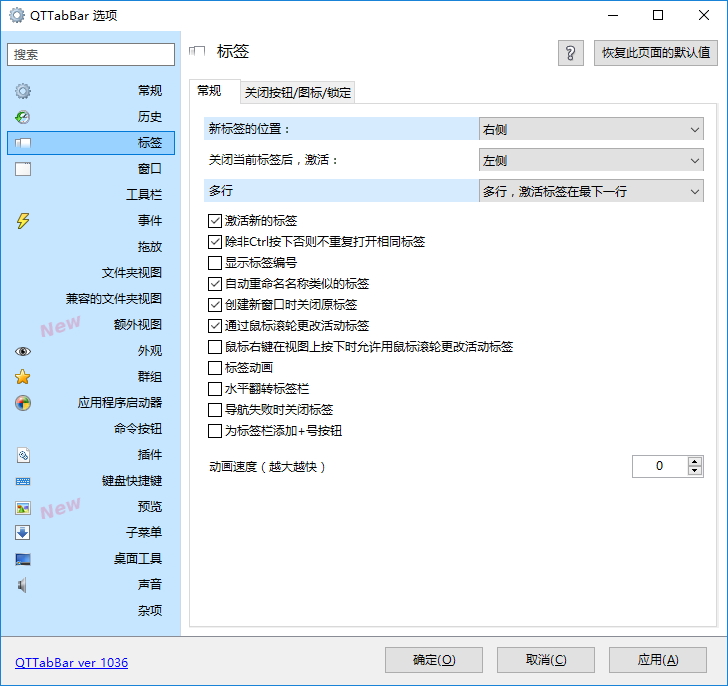 QTTabBar 选项
搜索
常规
历史
标签
窗口
工具栏
事件
拖放
文件夹视图
兼容的文件夹视图
额外视图
New
外观
群组
应用程序启动器
命令按钮
插件
键盘快捷键
预览
New
子菜单
桌面工具
声音
杂项
标签
?
恢复此页面的默认值
常规
关闭按钮/图标/锁定
新标签的位置：
右侧
关闭当前标签后，激活：
左侧
多行
多行，激活标签在最下一行
激活新的标签
除非Ctrl按下否则不重复打开相同标签
显示标签编号
自动重命名名称类似的标签
创建新窗口时关闭原标签
通过鼠标滚轮更改活动标签
鼠标右键在视图上按下时允许用鼠标滚轮更改活动标签
标签动画
水平翻转标签栏
导航失败时关闭标签
为标签栏添加+号按钮
动画速度（越大越快）
0
QTTabBar ver 1036
确定(O)
取消(C)
应用(A)